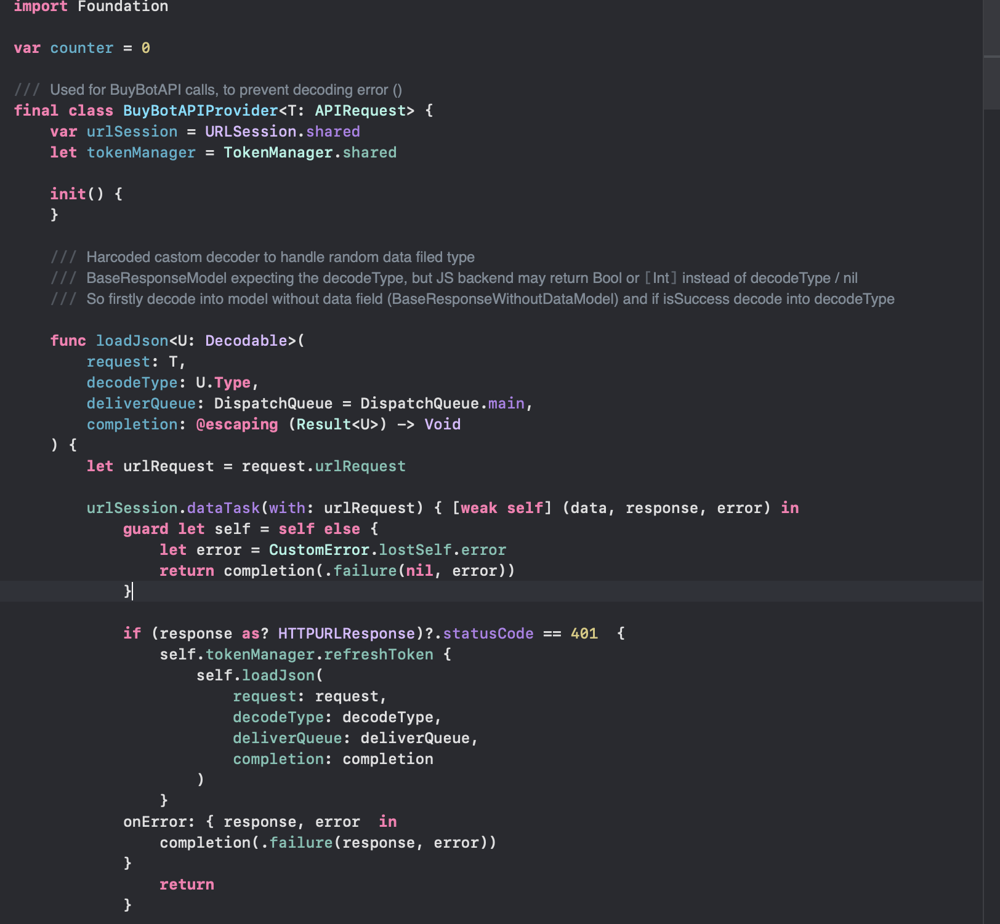 import Foundation
var counter = 0
/// Used for BuyBotAPI calls, to prevent decoding error ()
final class BuyBotAPIProvider<T: APIRequest> {
var urlSession = URLSession.shared
let tokenManager = TokenManager.shared
init() {
}
/// Harcoded castom decoder to handle random data filed type
/// BaseResponseModel expecting the decodeType, but JS backend may return Bool or [Int] instead of decodeType / nil
/// So firstly decode into model without data field (BaseResponseWithoutDataModel) and if isSuccess decode into decodeType
func loadJson<U: Decodable>(
request: T,
decodeType: U.Type,
deliverQueue: DispatchQueue = DispatchQueue.main,
completion: @escaping (Result<U>) -> Void
) {
let urlRequest = request.urlRequest
urlSession.dataTask(with: urlRequest) { [weak self] (data, response, error) in
guard let self = self else {
let error = CustomError.lostSelf.error
return completion(.failure(nil, error))
}
if (response as? HTTPURLResponse)?.statusCode == 401  {
self.tokenManager.refreshToken {
self.loadJson(
request: request,
decodeType: decodeType,
deliverQueue: deliverQueue,
completion: completion
)
}
onError: { response, error  in
completion(.failure(response, error))
}
return
}